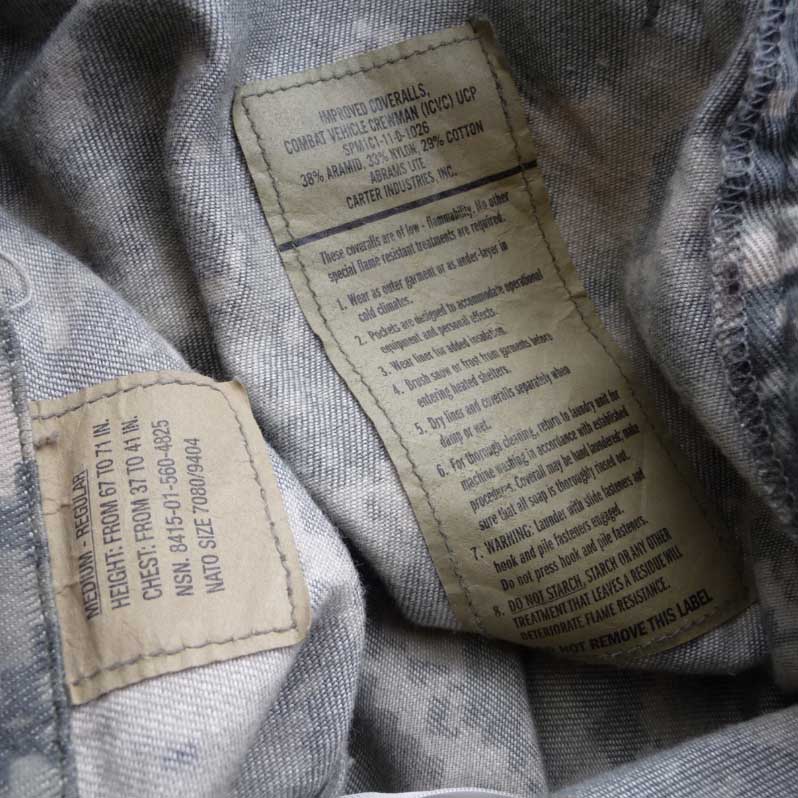 IMPROVED COVERALLS,
COMBAT VEHICLE CREWMAN (ICVC) UCP
SPM1C1-11-D-1026
38% ARAMID, 33% NYLON, 29% COTTON
ABRAMS LITE
CARTER INDUSTRIES, INC.
These coveralls are of low - flammability. No other
special flame resistant treatments are required.
1. Wear as outer garment or as under-layer in
cold climates.
2. Pockets are designed to accommodate operational
equipment and personal effects.
3. Wear liner for added insulation.
4. Brush snow or frost from garments before
entering heated shelters.
5. Dry liner and coveralls separately when
damp or wet.
6. For thorough cleaning, return to laundry and for
machine washing in accordance with established
procedures. Coverall may be hand laundered; make
sure that all soap is thoroughly rinsed out.
7. WARNING: Launder with slide fasteners and
hook and pile fasteners engaged.
Do not press hook and pile fasteners.
8. DO NOT STARCH, STARCH OR ANY OTHER
TREATMENT THAT LEAVES A RESIDUE WILL
DETERIORATE FLAME RESISTANCE.
NOT REMOVE THIS LABEL
MEDIUM - REGULAR
HEIGHT: FROM 67 TO 71 IN.
CHEST: FROM 37 TO 41 IN.
NSN. 8415-01-560-4825
NATO SIZE 7080/9404